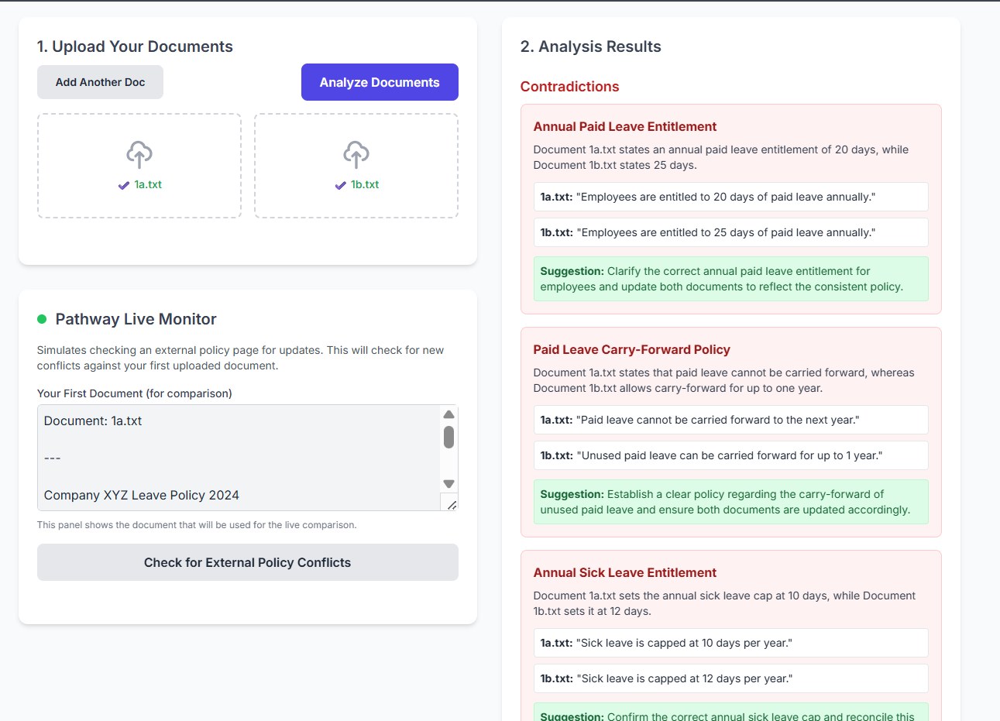 1. Upload Your Documents
Add Another Doc
Analyze Documents
1a.txt
1b.txt
Pathway Live Monitor
Simulates checking an external policy page for updates. This will check for new
conflicts against your first uploaded document.
Your First Document (for comparison)
Document: 1a.txt
---
Company XYZ Leave Policy 2024
This panel shows the document that will be used for the live comparison.
Check for External Policy Conflicts
2. Analysis Results
Contradictions
Annual Paid Leave Entitlement
Document 1a.txt states an annual paid leave entitlement of 20 days, while
Document 1b.txt states 25 days.
1a.txt: "Employees are entitled to 20 days of paid leave annually."
1b.txt: "Employees are entitled to 25 days of paid leave annually."
Suggestion: Clarify the correct annual paid leave entitlement for
employees and update both documents to reflect the consistent policy.
Paid Leave Carry-Forward Policy
Document 1a.txt states that paid leave cannot be carried forward, whereas
Document 1b.txt allows carry-forward for up to one year.
1a.txt: "Paid leave cannot be carried forward to the next year."
1b.txt: "Unused paid leave can be carried forward for up to 1 year."
Suggestion: Establish a clear policy regarding the carry-forward of
unused paid leave and ensure both documents are updated accordingly.
Annual Sick Leave Entitlement
Document 1a.txt sets the annual sick leave cap at 10 days, while Document
1b.txt sets it at 12 days.
1a.txt: "Sick leave is capped at 10 days per year."
1b.txt: "Sick leave is capped at 12 days per year."
Suggestion: Confirm the correct annual sick leave cap and reconcile this